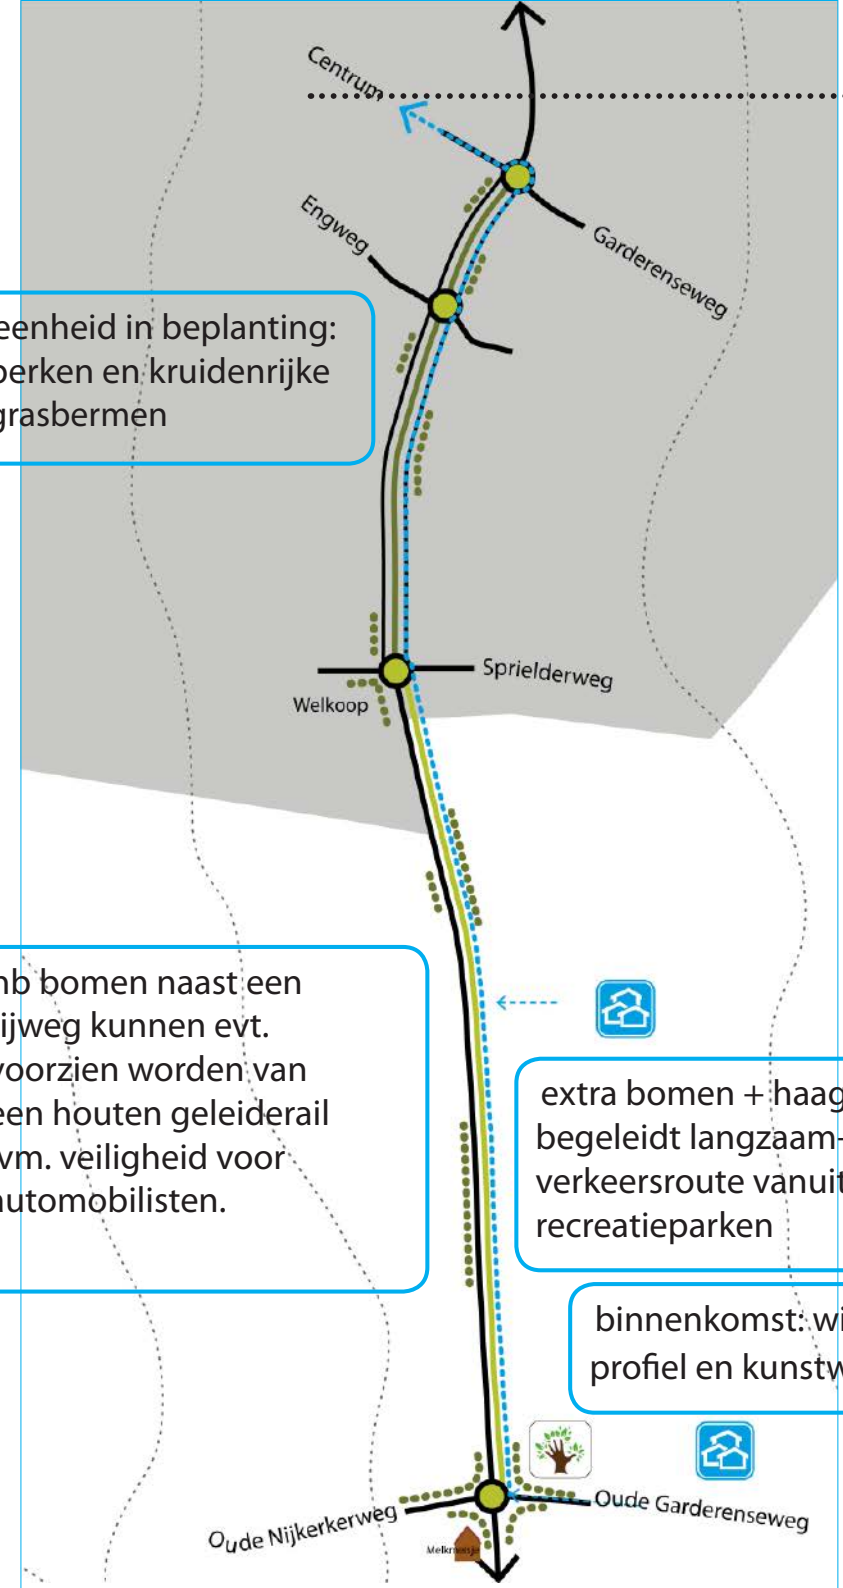 Centrum
Engweg
Garderenseweg
eenheid in beplanting:
perken en kruidenrijke
grasbermen
Sprielderweg
Welkoop
nb bomen naast een
ijweg kunnen evt.
voorzien worden van
een houten geleiderail
vm. veiligheid voor
automobilisten.
extra bomen + haag
begeleidt langzaam-
verkeersroute vanuit
recreatieparken
binnenkomst: wi
profiel en kunstw
Oude Garderenseweg
Oude Nijkerkerweg